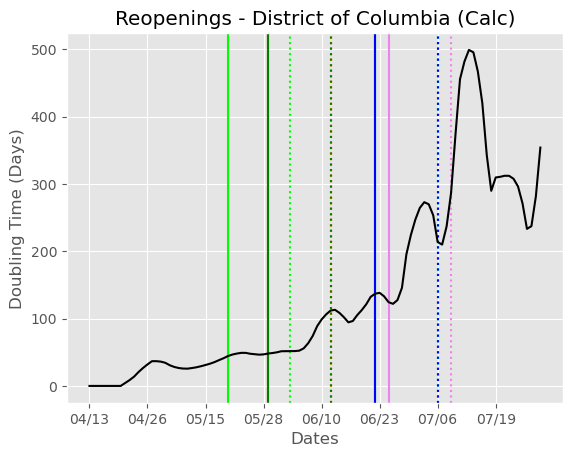 Reopenings - District of Columbia (Calc)
Doubling Time (Days)
500
400
300
200
100
0
04/13 04/26 05/15 05/28 06/10 06/23 07/06 07/19
Dates